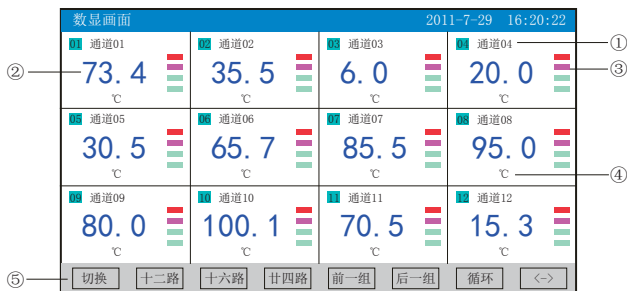 数显画面 2011-7-29 16:20:22
01 通道01 02 通道02 03 通道03 04 通道04 ①
② 73.4 35.5 6.0 20.0 ③
℃ ℃ ℃ ℃
05 通道05 06 通道06 07 通道07 08 通道08
30.5 65.7 85.5 95.0
℃ ℃ ℃ ℃ ④
09 通道09 10 通道10 11 通道11 12 通道12
80.0 100.1 70.5 15.3
℃ ℃ ℃ ℃
⑤ 切换 十二路 十六路 廿四路 前一组 后一组 循环 <->